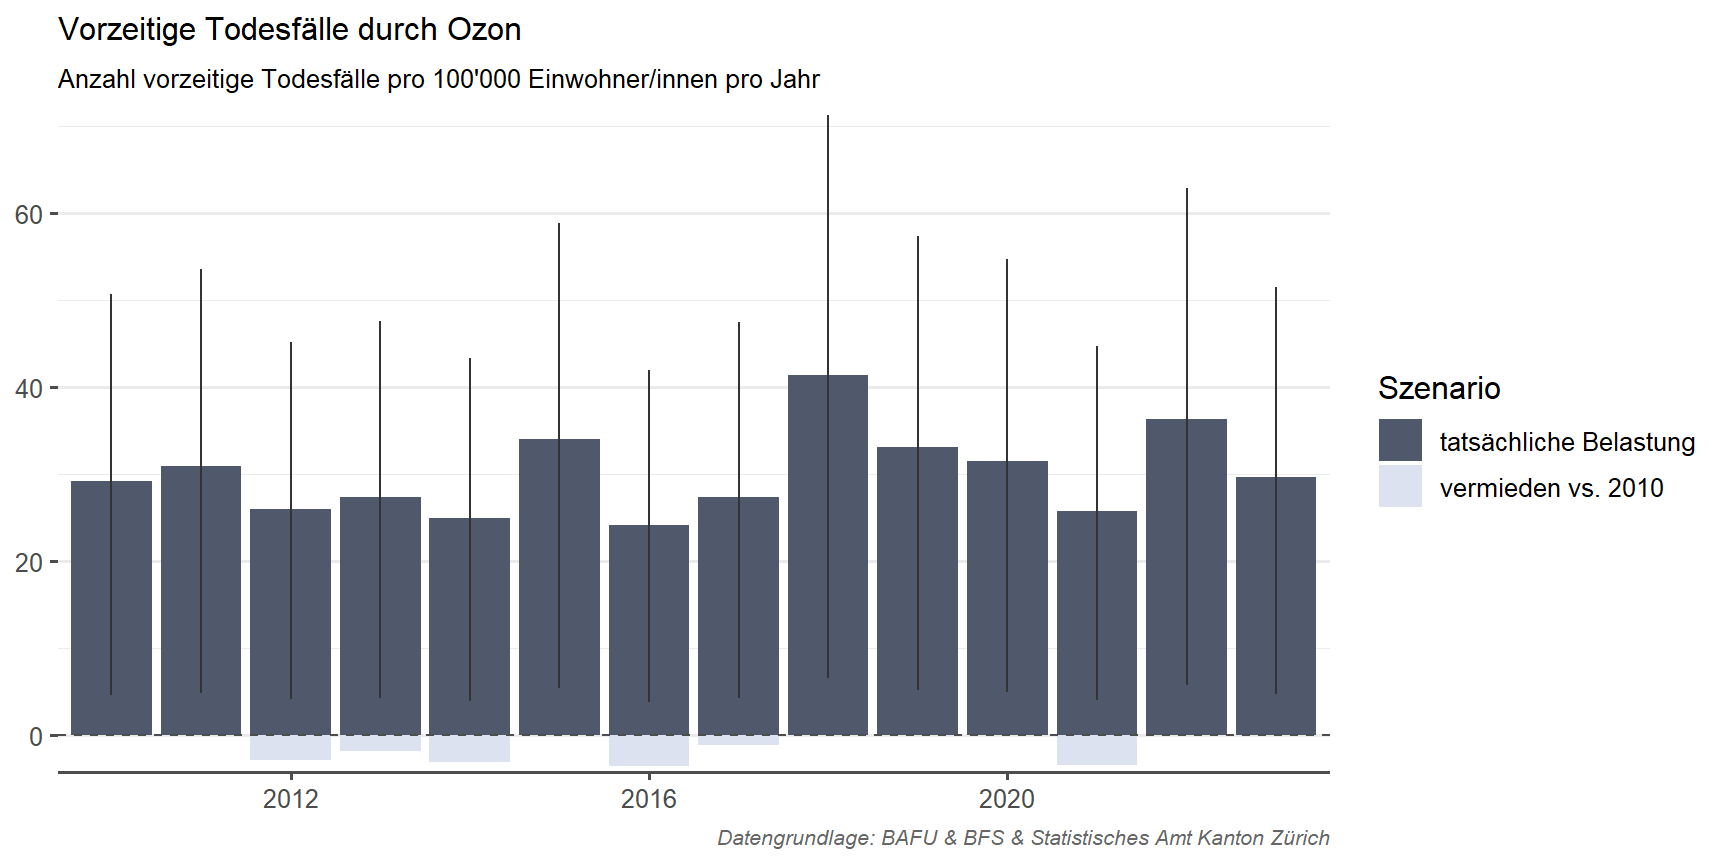 Vorzeitige Todesfälle durch Ozon
Anzahl vorzeitige Todesfälle pro 100'000 Einwohner/innen pro Jahr
60
40
20
0
2012
2016
2020
Szenario
tatsächliche Belastung
vermieden vs. 2010
Datengrundlage: BAFU & BFS & Statistisches Amt Kanton Zürich